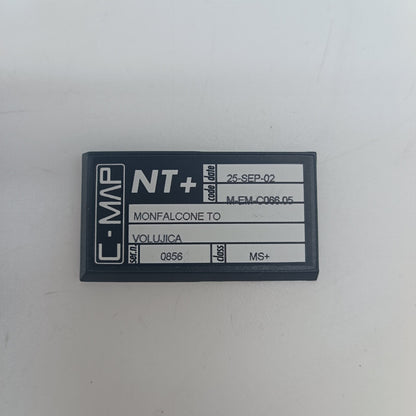 C-MAP
NT+
date 25-SEP-02
code M-EM-C066.05
MONFALCONE TO
VOLUJICA
ser.n 0856 class MS+